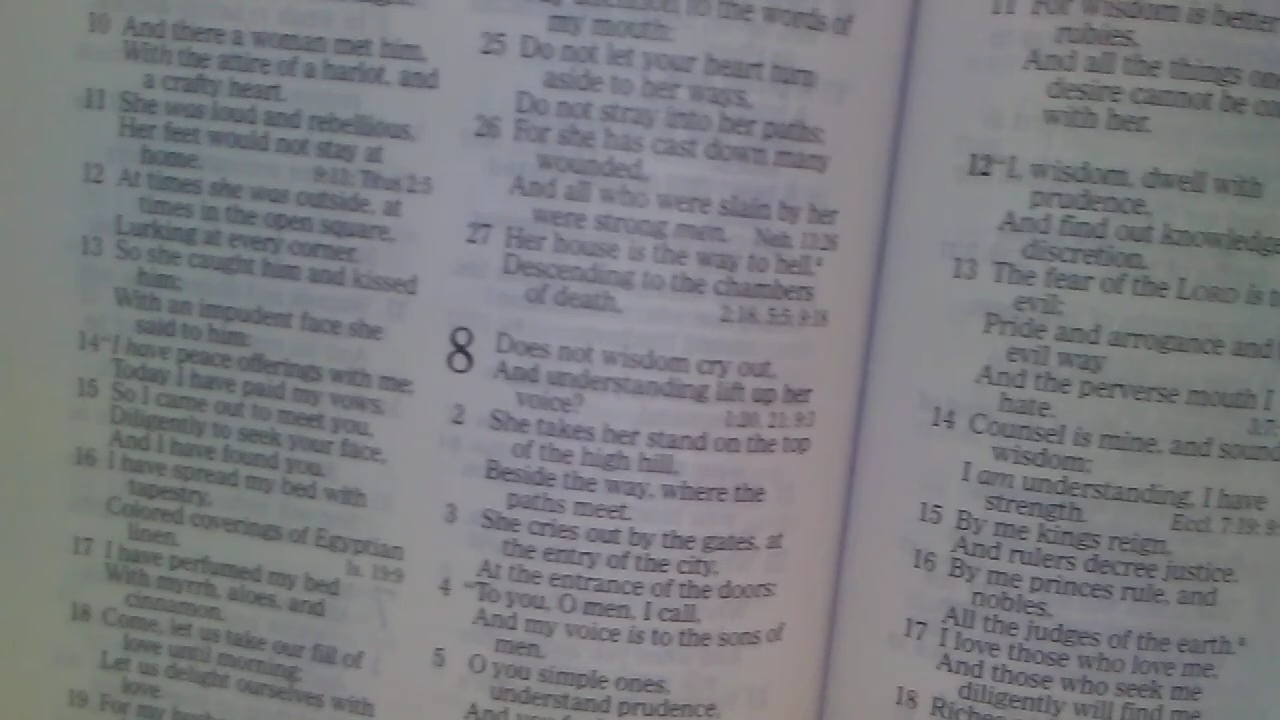 10 And there a woman met him,
With the attire of a harlot, and
a crafty heart.
11 She was loud and rebellious,
Her feet would not stay at
home. 9:13; Titus 2:5
12 At times she was outside, at
times in the open square,
Lurking at every corner.
13 So she caught him and kissed
him;
With an impudent face she
said to him:
14 "I have peace offerings with me;
Today I have paid my vows.
15 So I came out to meet you,
Diligently to seek your face,
And I have found you.
16 I have spread my bed with
tapestry,
Colored coverings of Egyptian
linen. Is. 19:9
17 I have perfumed my bed
With myrrh, aloes, and
cinnamon.
18 Come, let us take our fill of
love until morning;
Let us delight ourselves with
love.
19 For my
to the words of
my mouth:
25 Do not let your heart turn
aside to her ways,
Do not stray into her paths;
26 For she has cast down many
wounded,
And all who were slain by her
were strong men. Neh. 13:26
27 Her house is the way to hell,
Descending to the chambers
of death. 2:18; 5:5; 9:18
8 Does not wisdom cry out,
And understanding lift up her
voice? 1:20, 21; 9:3
2 She takes her stand on the top
of the high hill,
Beside the way, where the
paths meet.
3 She cries out by the gates, at
the entry of the city,
At the entrance of the doors:
4 "To you, O men, I call,
And my voice is to the sons of
men.
5 O you simple ones,
understand prudence,
And you
11 For wisdom is better
rubies,
And all the things one
desire cannot be
with her.
12 "I, wisdom, dwell with
prudence,
And find out knowledge
discretion.
13 The fear of the LORD is
evil;
Pride and arrogance and
evil way
And the perverse mouth I
hate.
14 Counsel is mine, and sound
wisdom;
I am understanding, I have
strength. Eccl. 7:19; 9:
15 By me kings reign,
And rulers decree justice.
16 By me princes rule, and
nobles,
All the judges of the earth.
17 I love those who love me,
And those who seek me
diligently will find me.
18 Riches